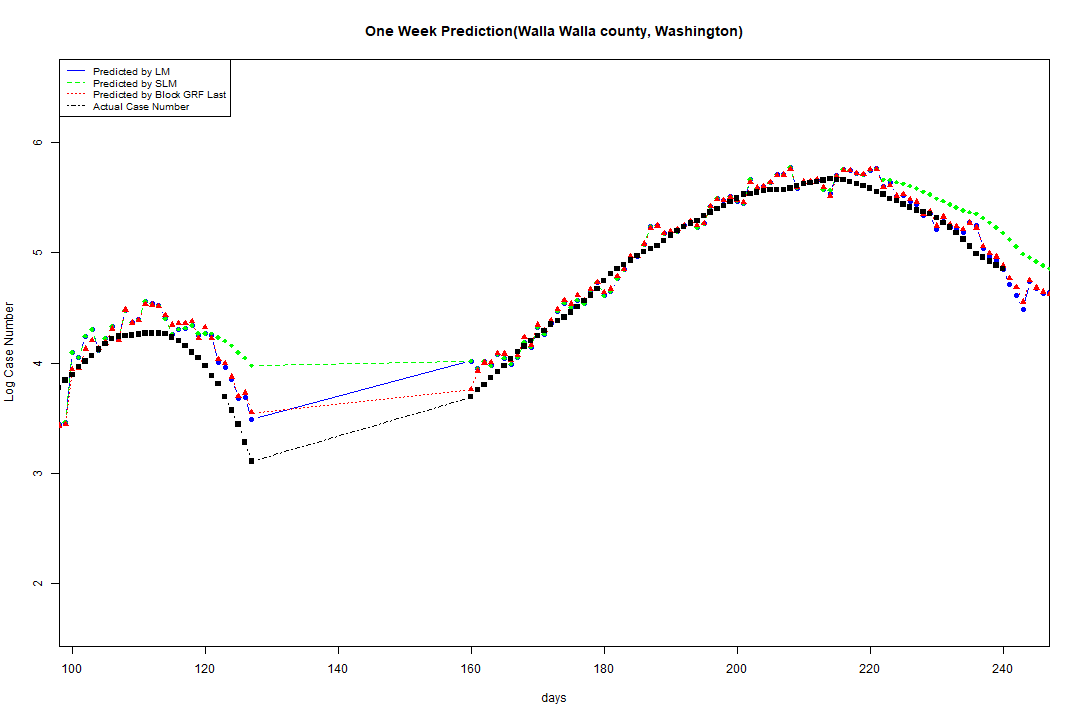 One Week Prediction(Walla Walla county, Washington)
Predicted by LM
Predicted by SLM
Predicted by Block GRF Last
Actual Case Number
Log Case Number
6
5
4
3
2
100 120 140 160 180 200 220 240
days